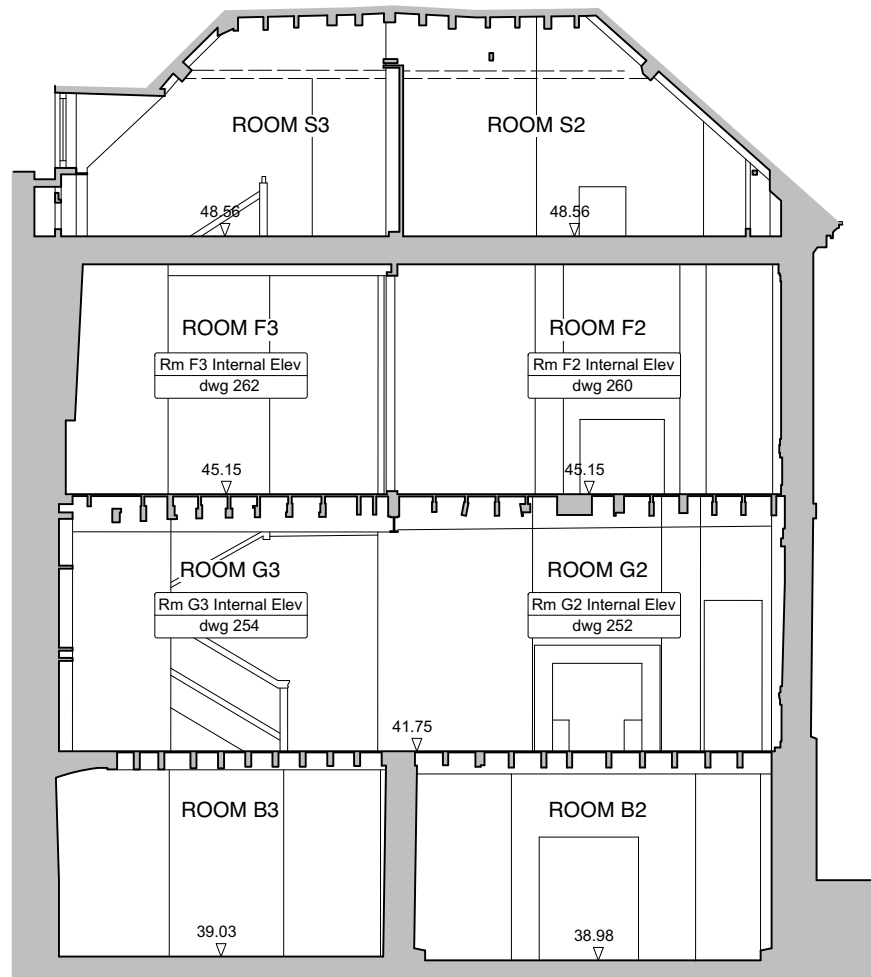 ROOM S3
ROOM S2
48.56
48.56
ROOM F3
ROOM F2
Rm F3 Internal Elev
dwg 262
Rm F2 Internal Elev
dwg 260
45.15
45.15
ROOM G3
ROOM G2
Rm G3 Internal Elev
dwg 254
Rm G2 Internal Elev
dwg 252
41.75
ROOM B3
ROOM B2
39.03
38.98